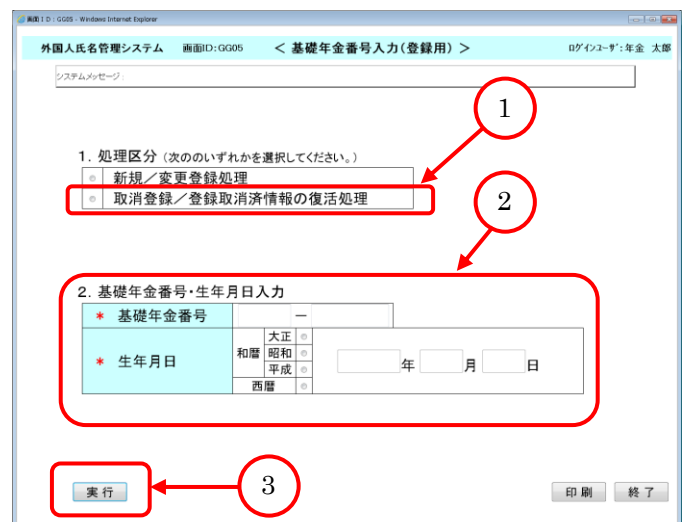 画面ＩＤ：GG05 - Windows Internet Explorer
外国人氏名管理システム 画面ID:GG05 ＜ 基礎年金番号入力(登録用) ＞ ﾛｸﾞｲﾝﾕｰｻﾞ:年金 太郎
システムメッセージ：
1
1．処理区分（次ののいずれかを選択してください。）
新規／変更登録処理
取消登録／登録取消済情報の復活処理
2
2．基礎年金番号・生年月日入力
* 基礎年金番号 －
* 生年月日 和暦 大正
昭和
平成
西暦
年 月 日
実行
3
印刷 終了